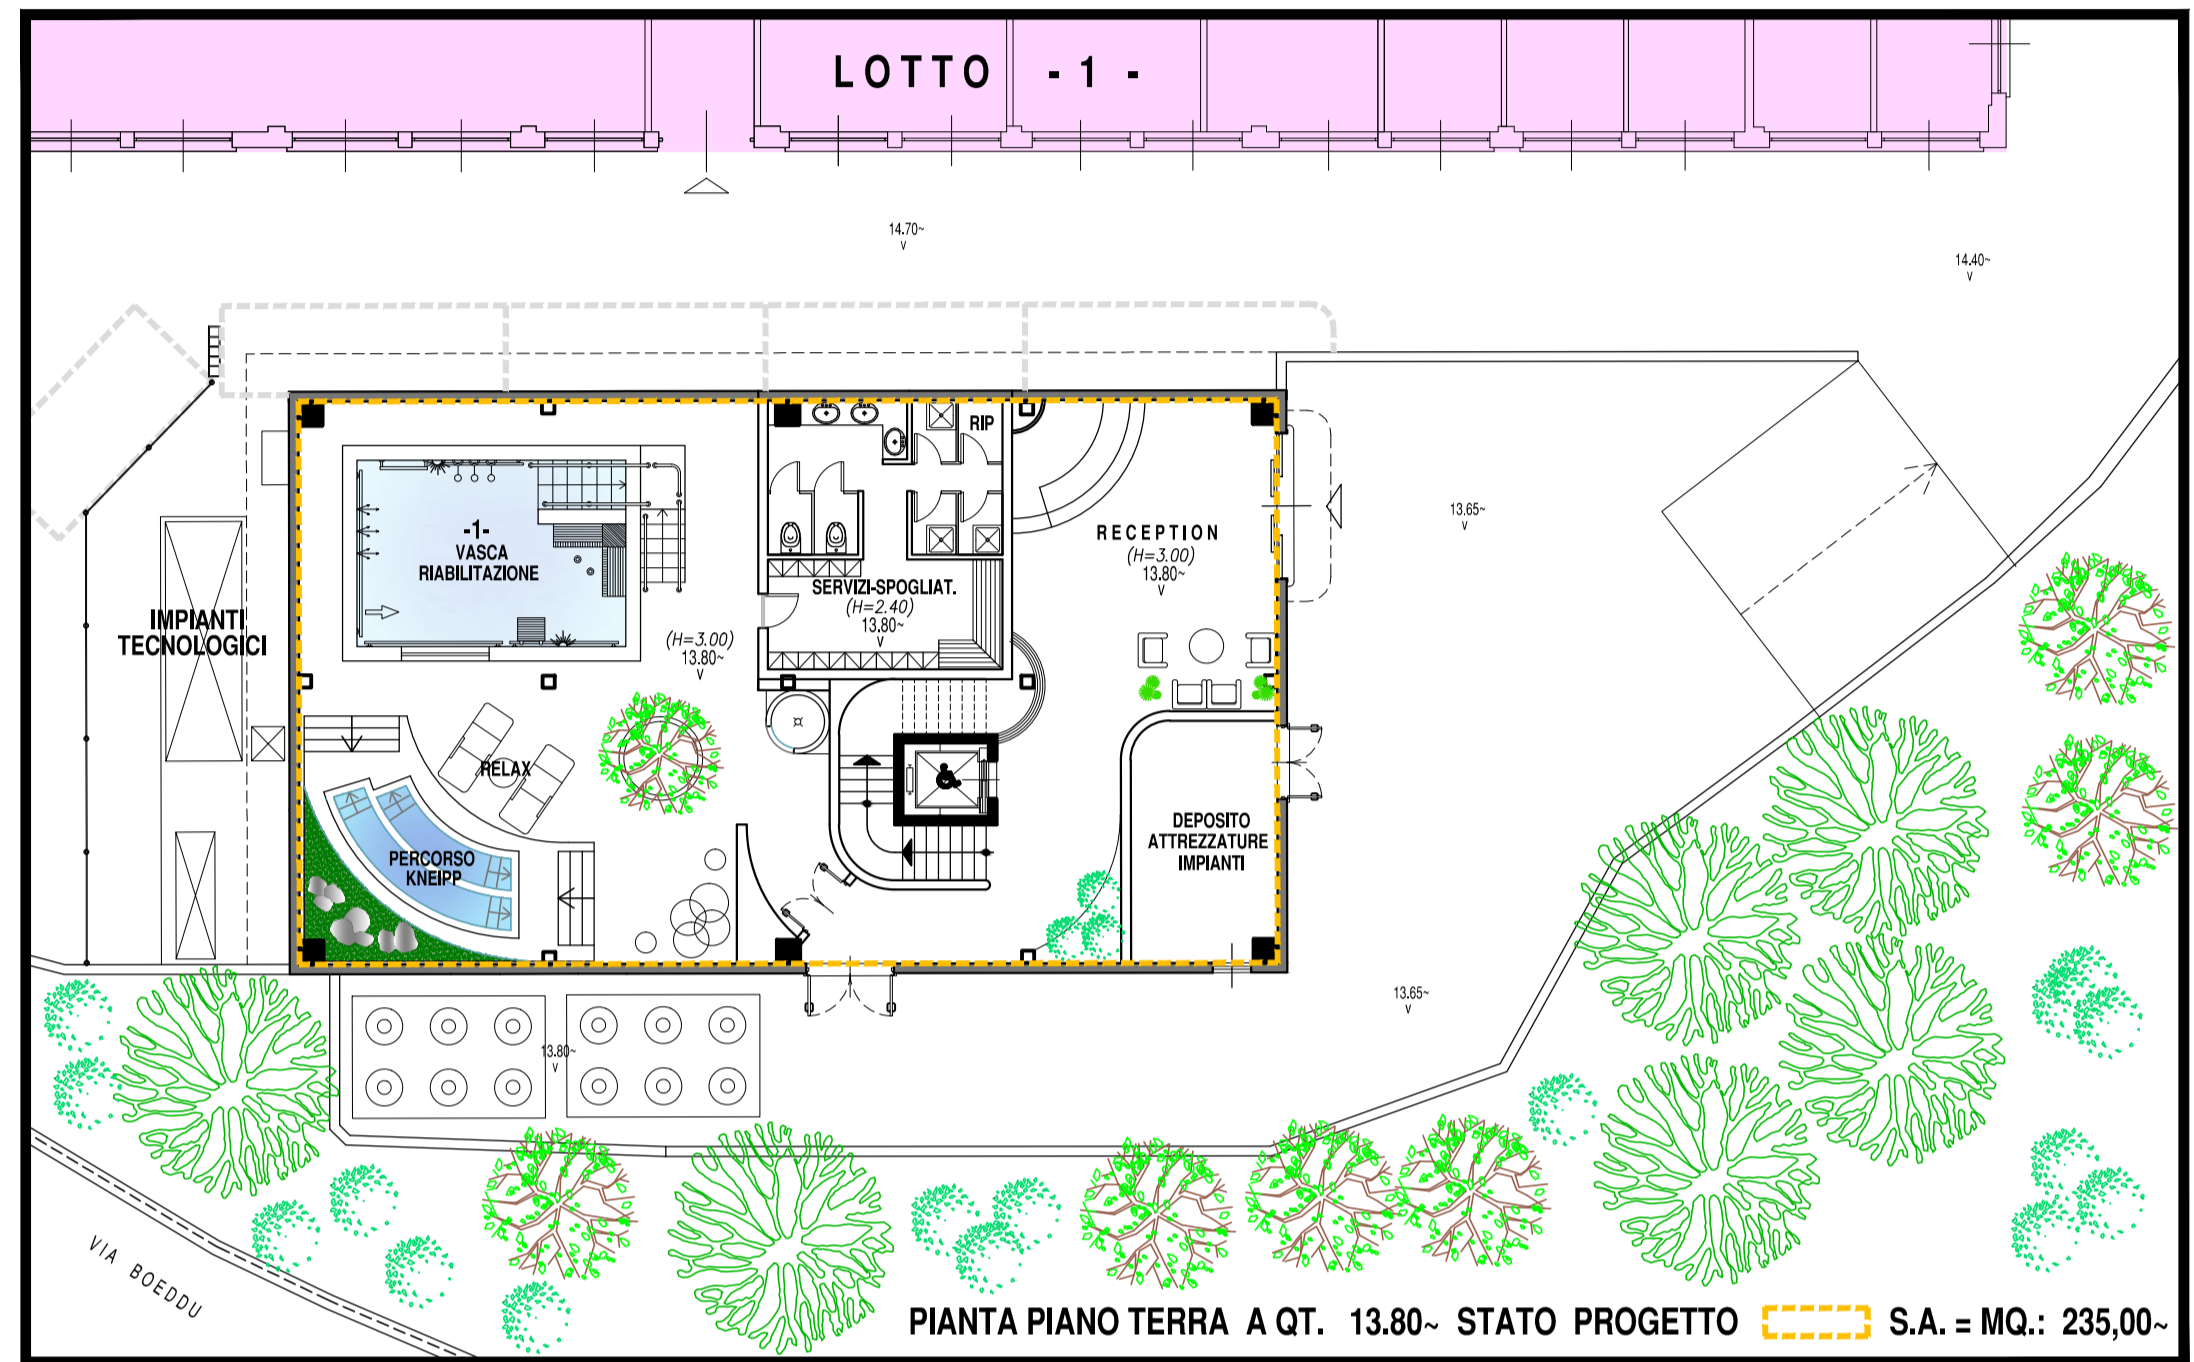 LOTTO - 1 -
14.70~
14.40~
RIP
-1-
VASCA
RIABILITAZIONE
RECEPTION
(H=3.00)
13.80~
13.65~
SERVIZI-SPOGLIAT.
(H=2.40)
13.80~
IMPIANTI
TECNOLOGICI
(H=3.00)
13.80~
RELAX
PERCORSO
KNEIPP
DEPOSITO
ATTREZZATURE
IMPIANTI
13.65~
13.80~
VIA BOEDDU
PIANTA PIANO TERRA A QT. 13.80~ STATO PROGETTO S.A. = MQ.: 235,00~